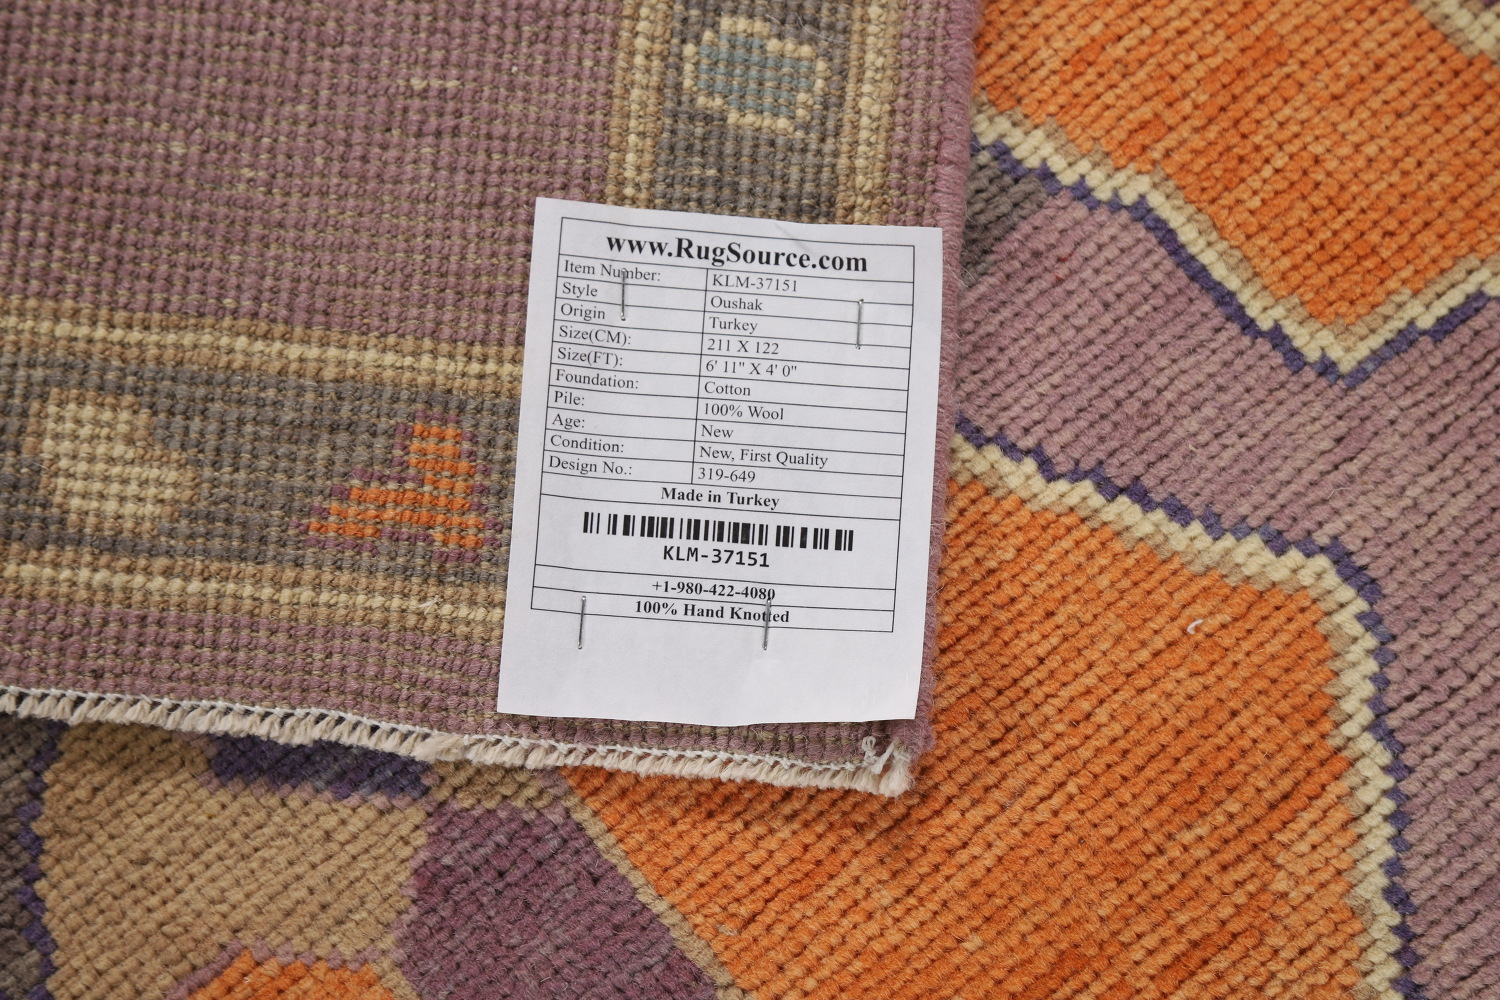 www.RugSource.com
Item Number: KLM-37151
Style Oushak
Origin Turkey
Size(CM): 211 X 122
Size(FT): 6' 11" X 4' 0"
Foundation: Cotton
Pile: 100% Wool
Age: New
Condition: New, First Quality
Design No.: 319-649
Made in Turkey
KLM-37151
+1-980-422-4080
100% Hand Knotted